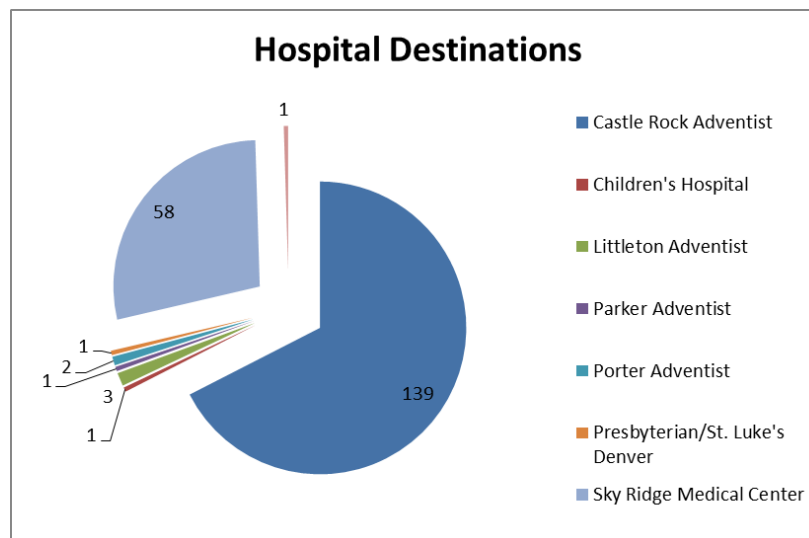 Hospital Destinations
1
58
1
2
1
3
1
139
Castle Rock Adventist
Children's Hospital
Littleton Adventist
Parker Adventist
Porter Adventist
Presbyterian/St. Luke's
Denver
Sky Ridge Medical Center